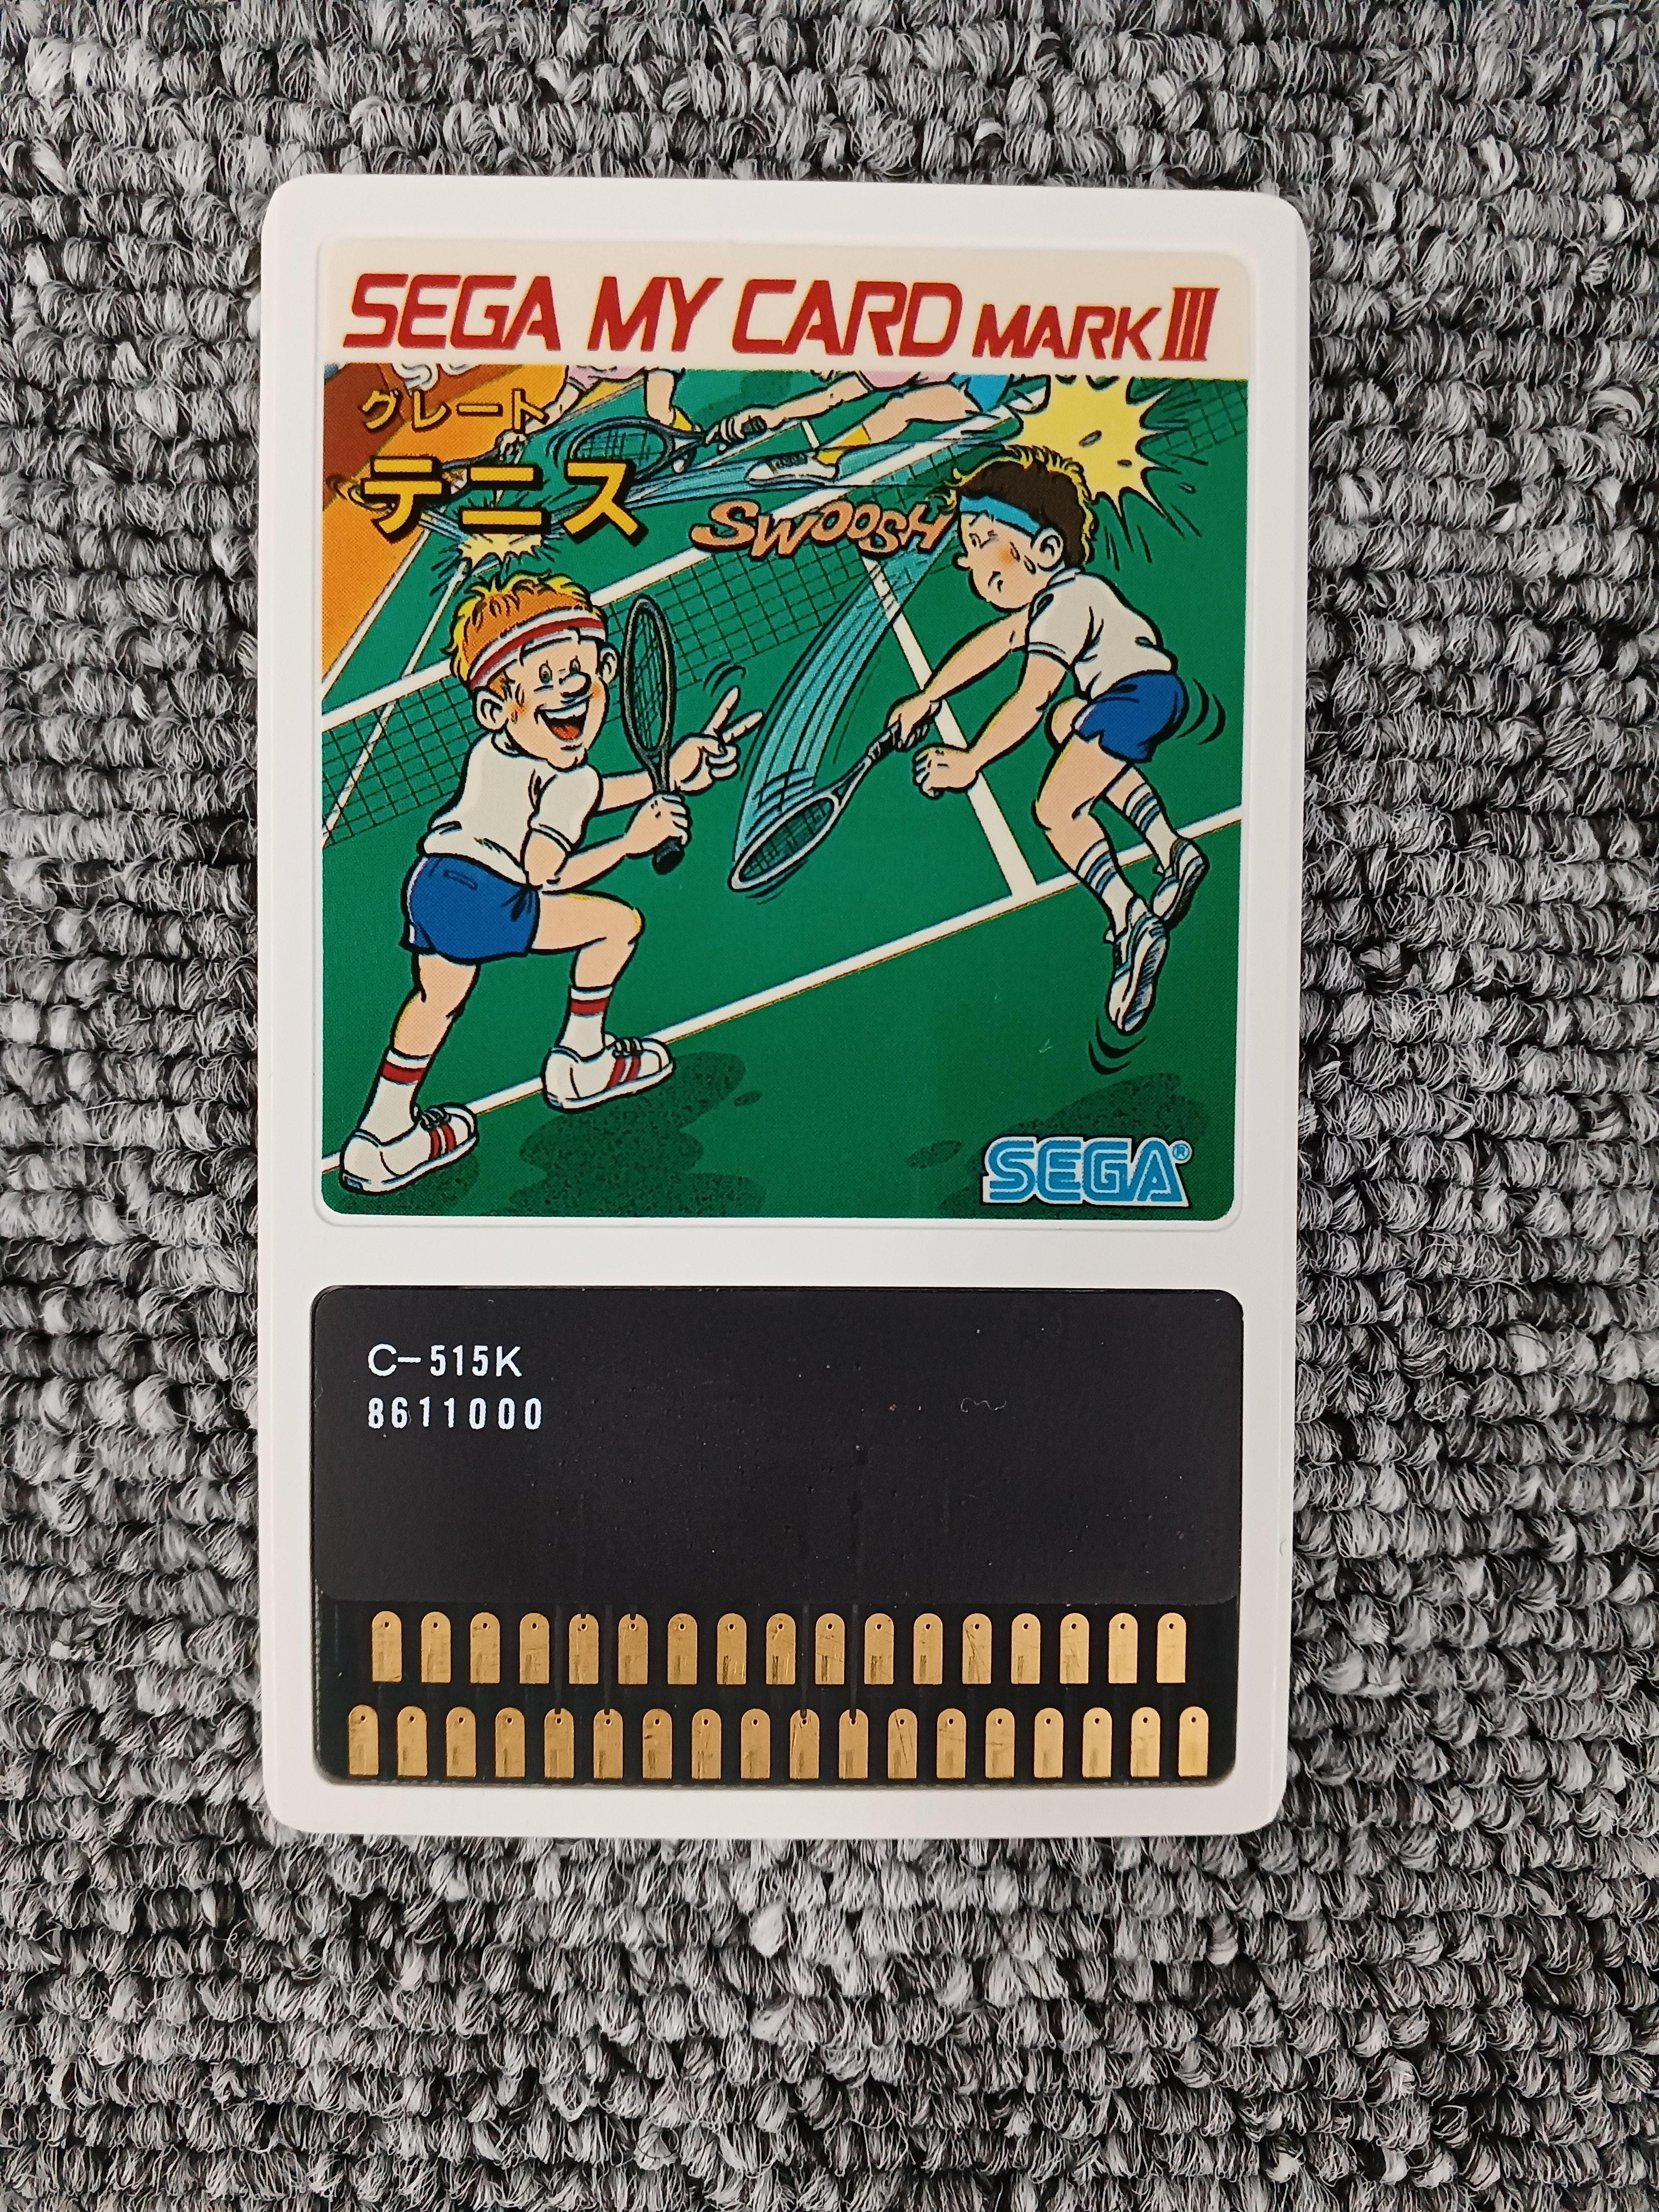 SEGA MY CARD MARK III
グレート
テニス
SWOOSH
SEGA®
C-515K
8611000